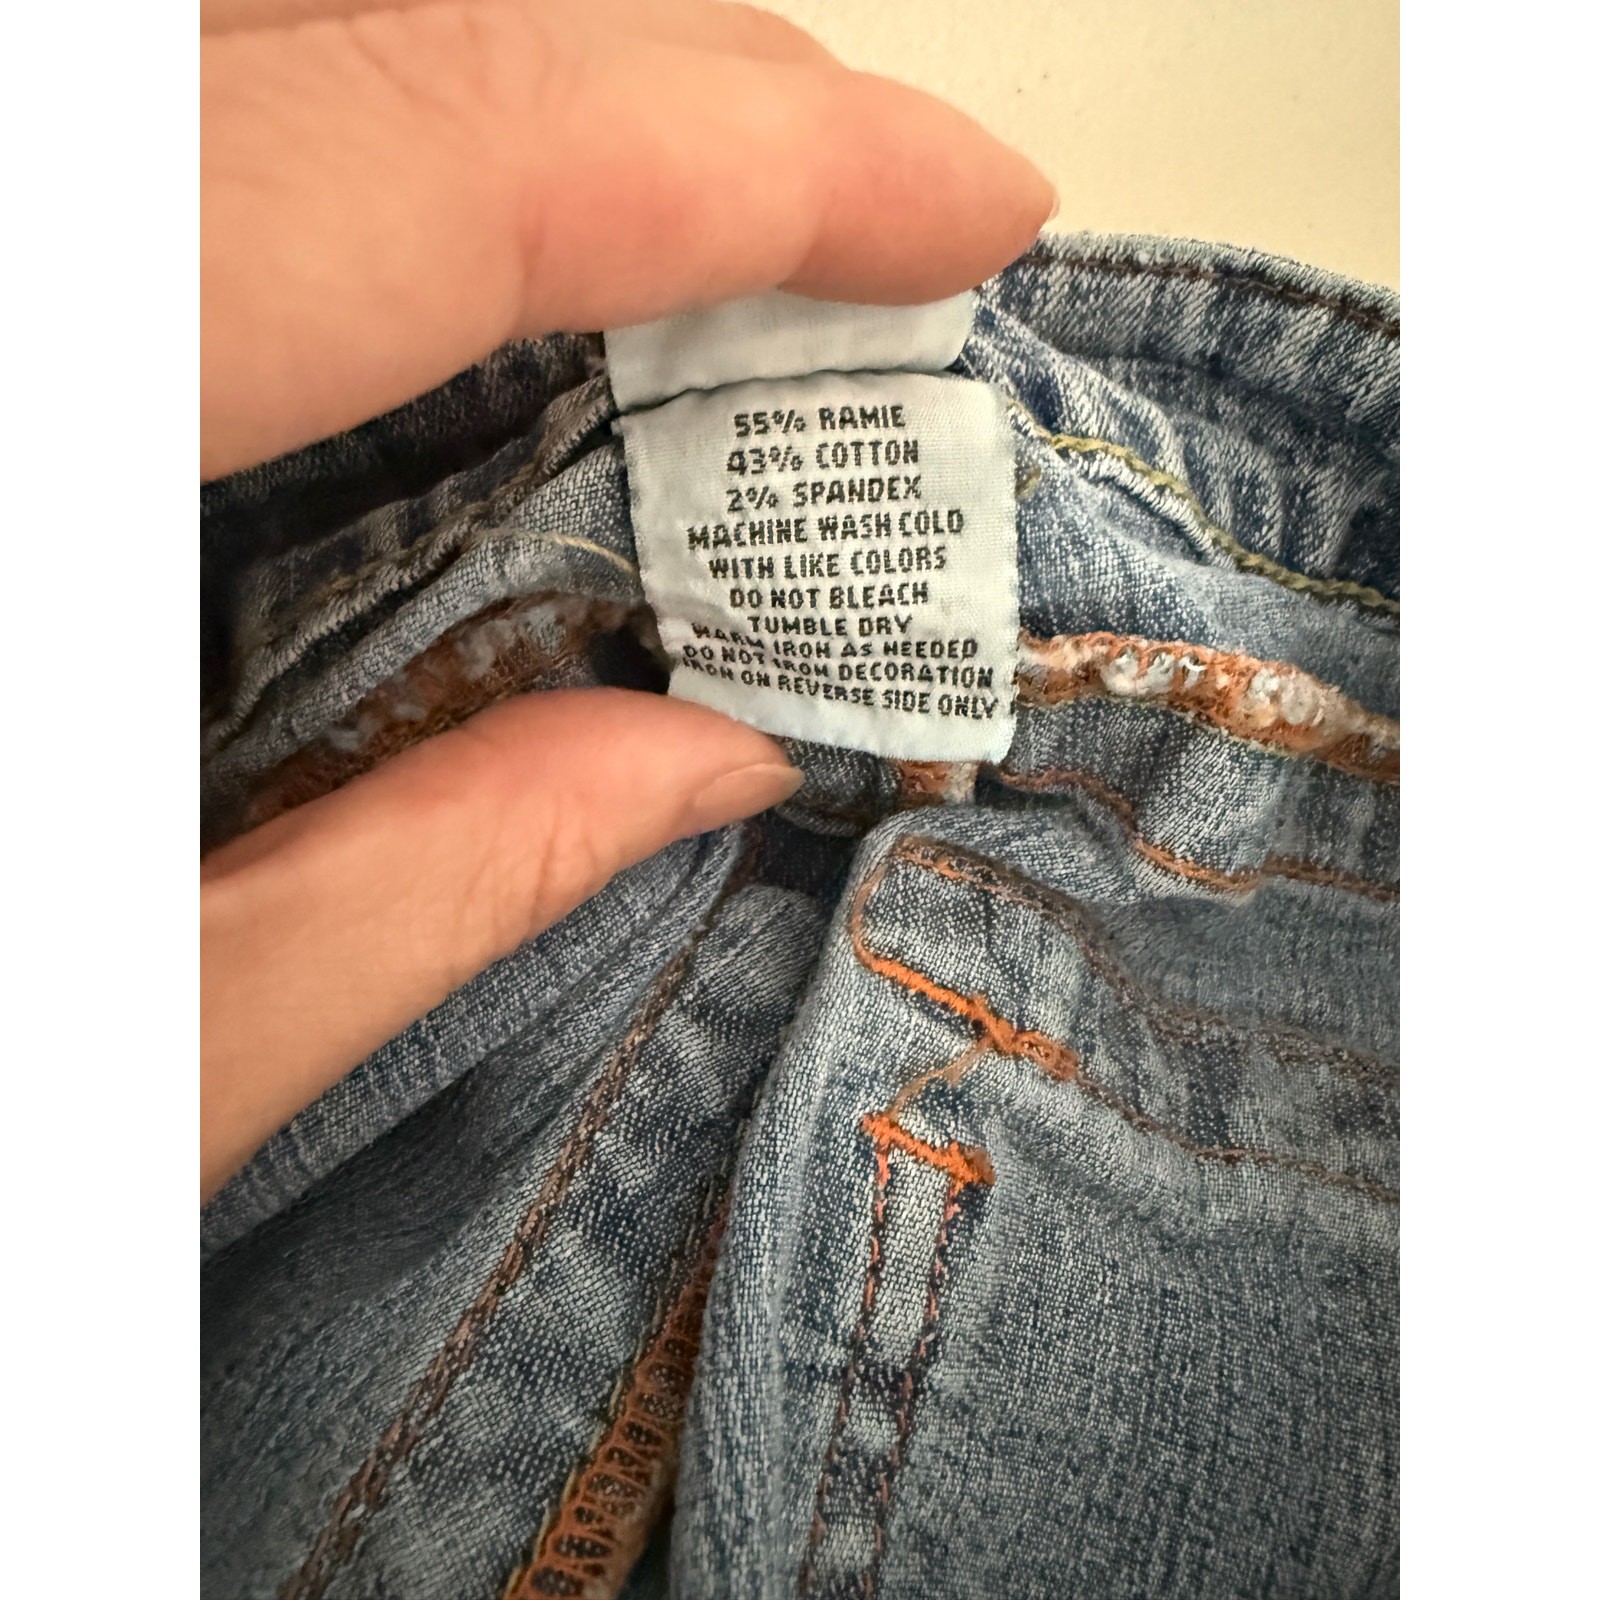 55% RAMIE
43% COTTON
2% SPANDEX
MACHINE WASH COLD
WITH LIKE COLORS
DO NOT BLEACH
TUMBLE DRY
WARM IRON AS NEEDED
DO NOT IRON DECORATION
IRON ON REVERSE SIDE ONLY